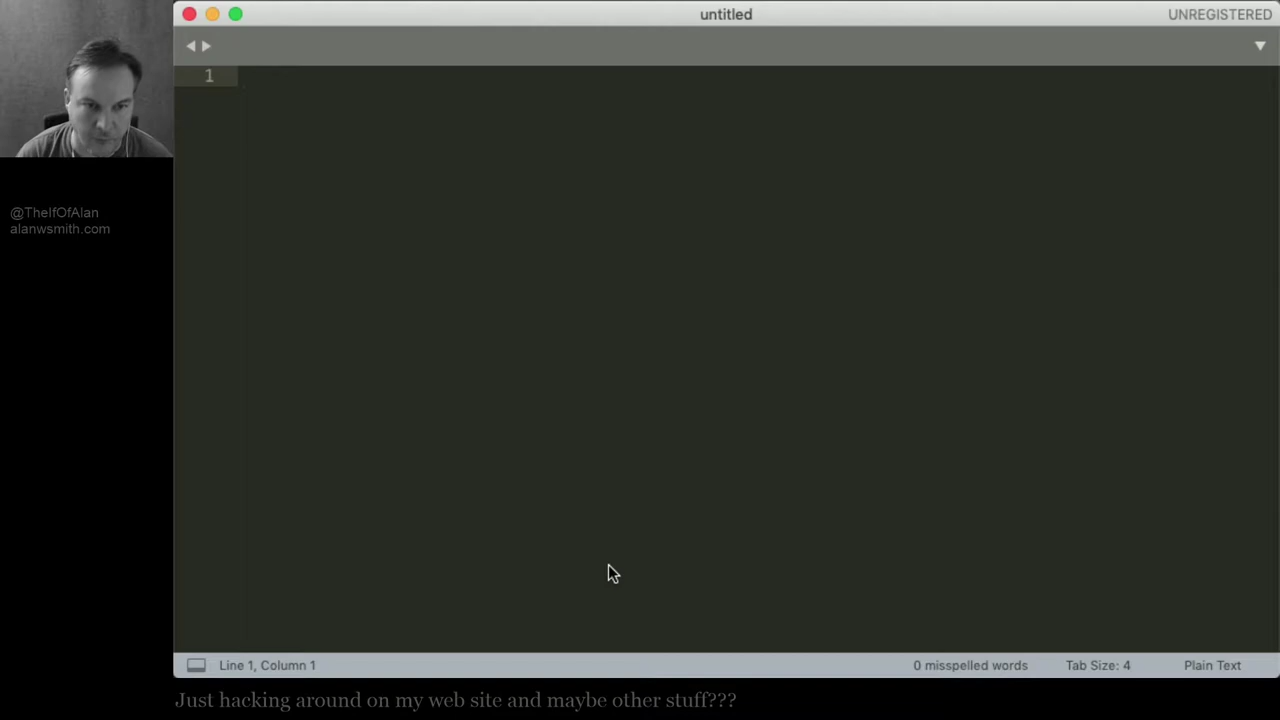 untitled
UNREGISTERED
1
@TheIfOfAlan
alanwsmith.com
Line 1, Column 1
0 misspelled words
Tab Size: 4
Plain Text
Just hacking around on my web site and maybe other stuff???